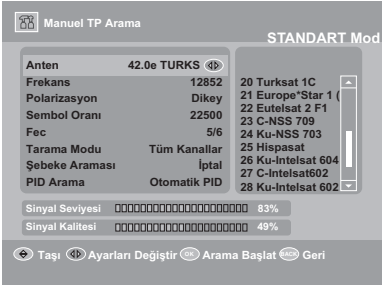 Manuel TP Arama
STANDART Mod
Anten 42.0e TURKS
Frekans 12852
Polarizasyon Dikey
Sembol Oranı 22500
Fec 5/6
Tarama Modu Tüm Kanallar
Şebeke Araması İptal
PID Arama Otomatik PID
20 Turksat 1C
21 Europe*Star 1 (
22 Eutelsat 2 F1
23 C-NSS 709
24 Ku-NSS 703
25 Hispasat
26 Ku-Intelsat 604
27 C-Intelsat602
28 Ku-Intelsat 602
Sinyal Seviyesi 83%
Sinyal Kalitesi 49%
Taşı Ayarları Değiştir OK Arama Başlat BACK Geri